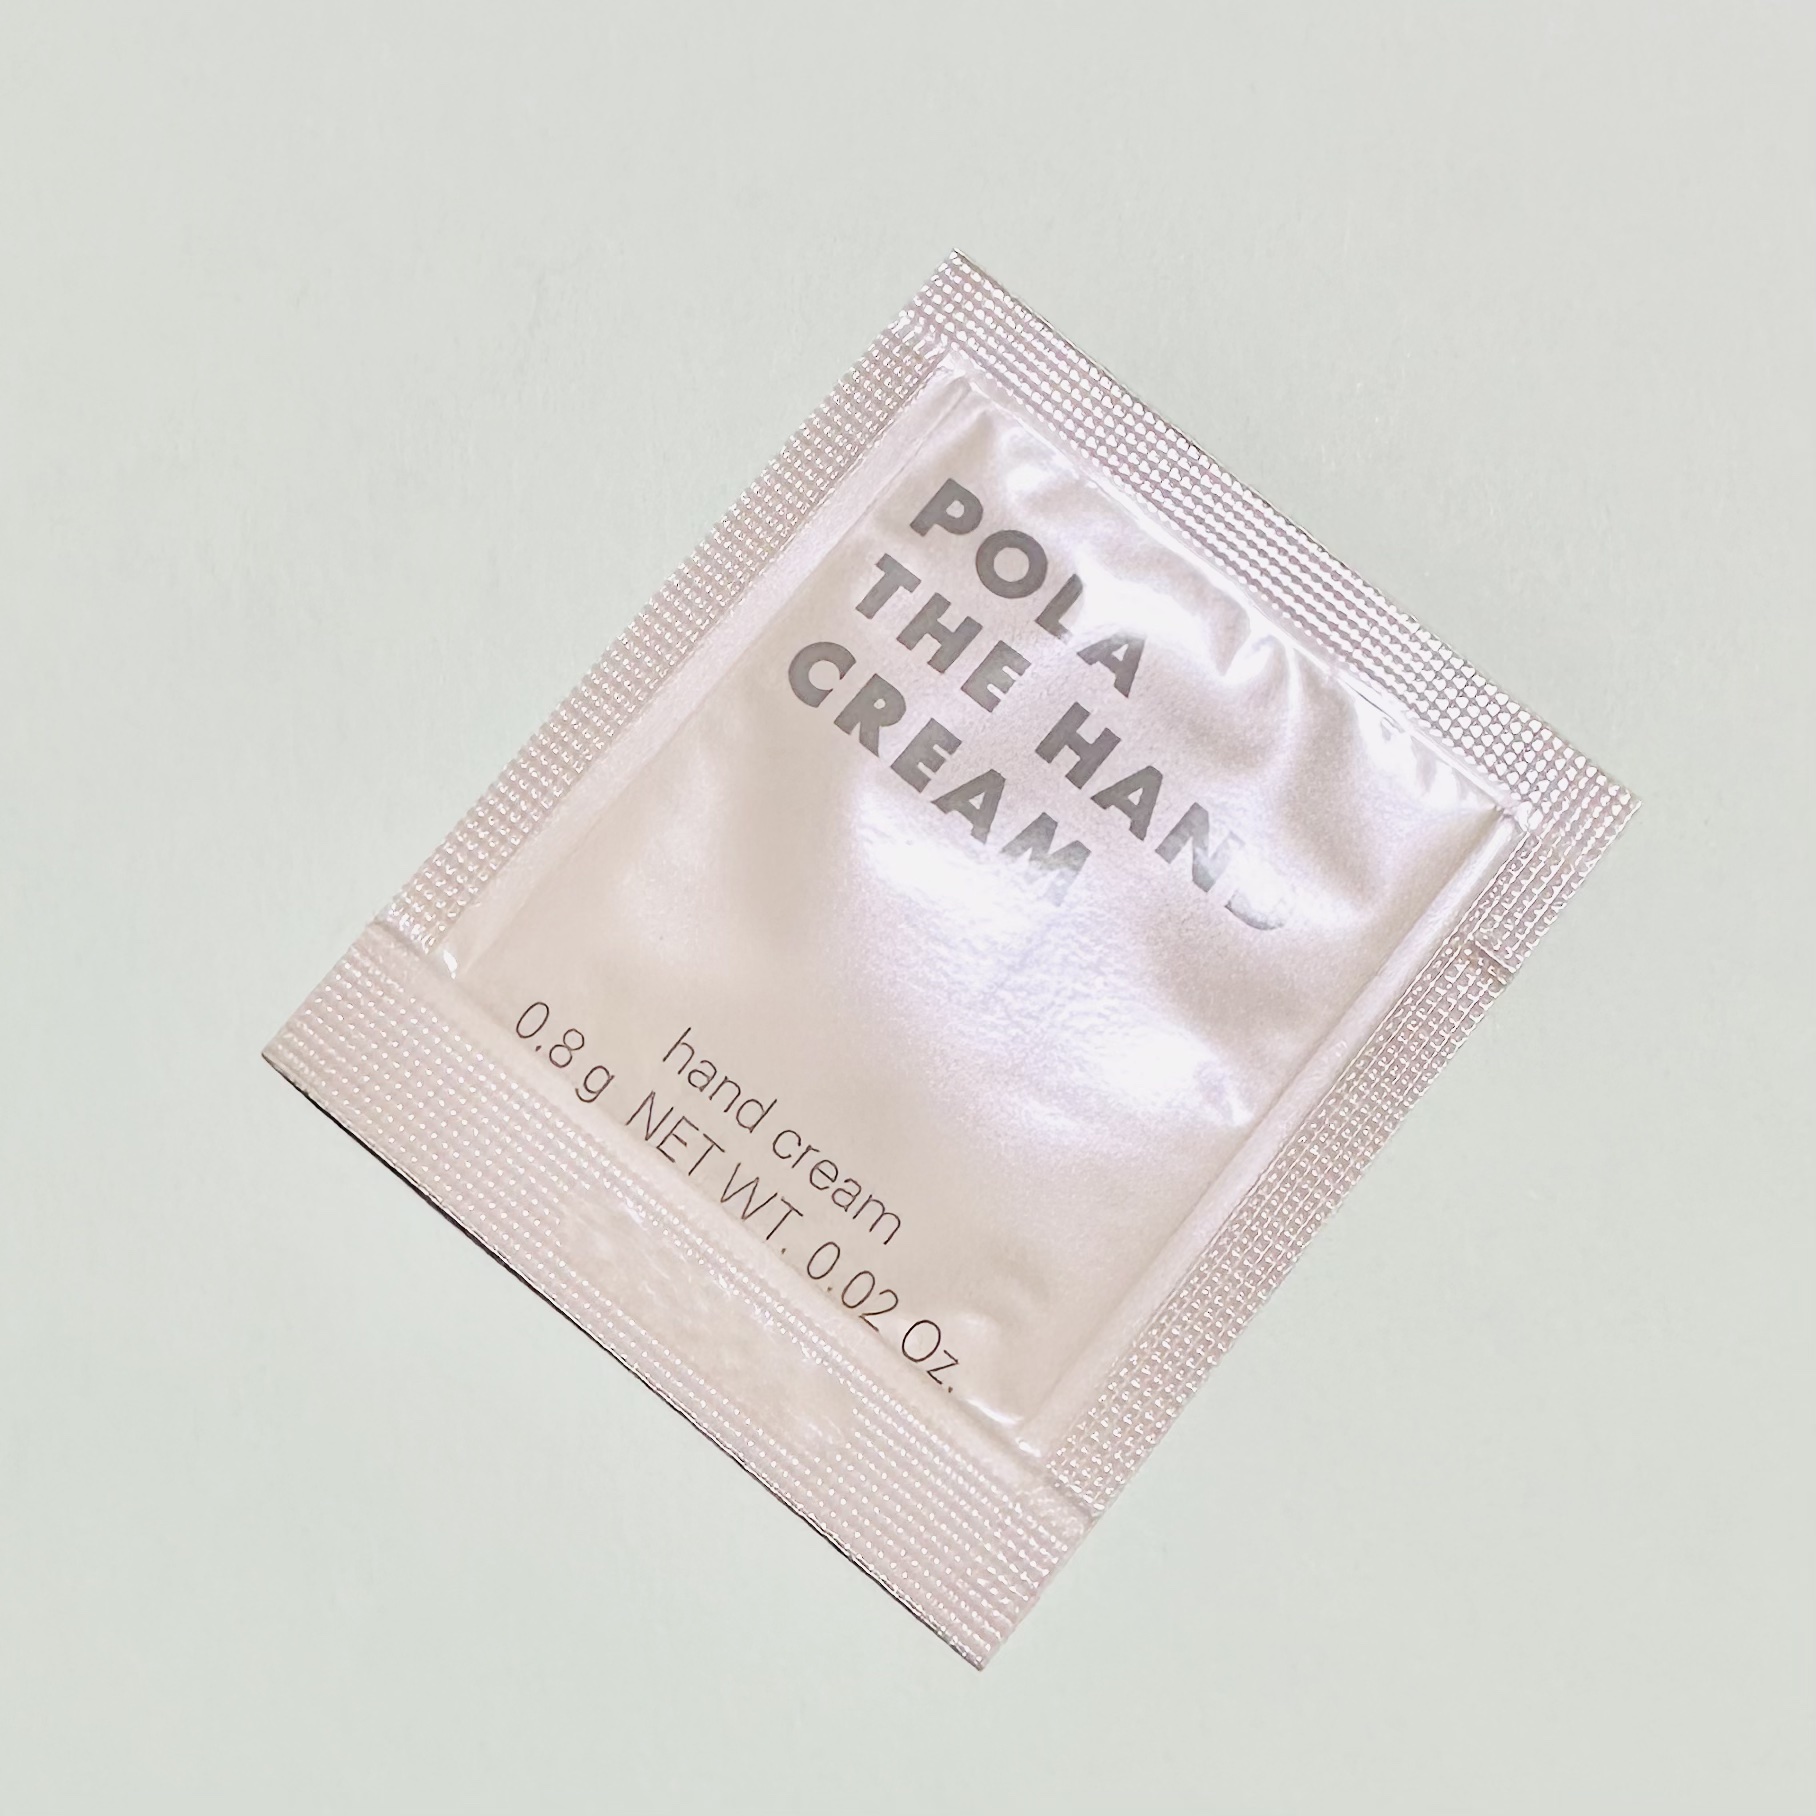 POLA
THE HAND
CREAM
hand cream
0.8 g NET WT. 0.02 Oz.